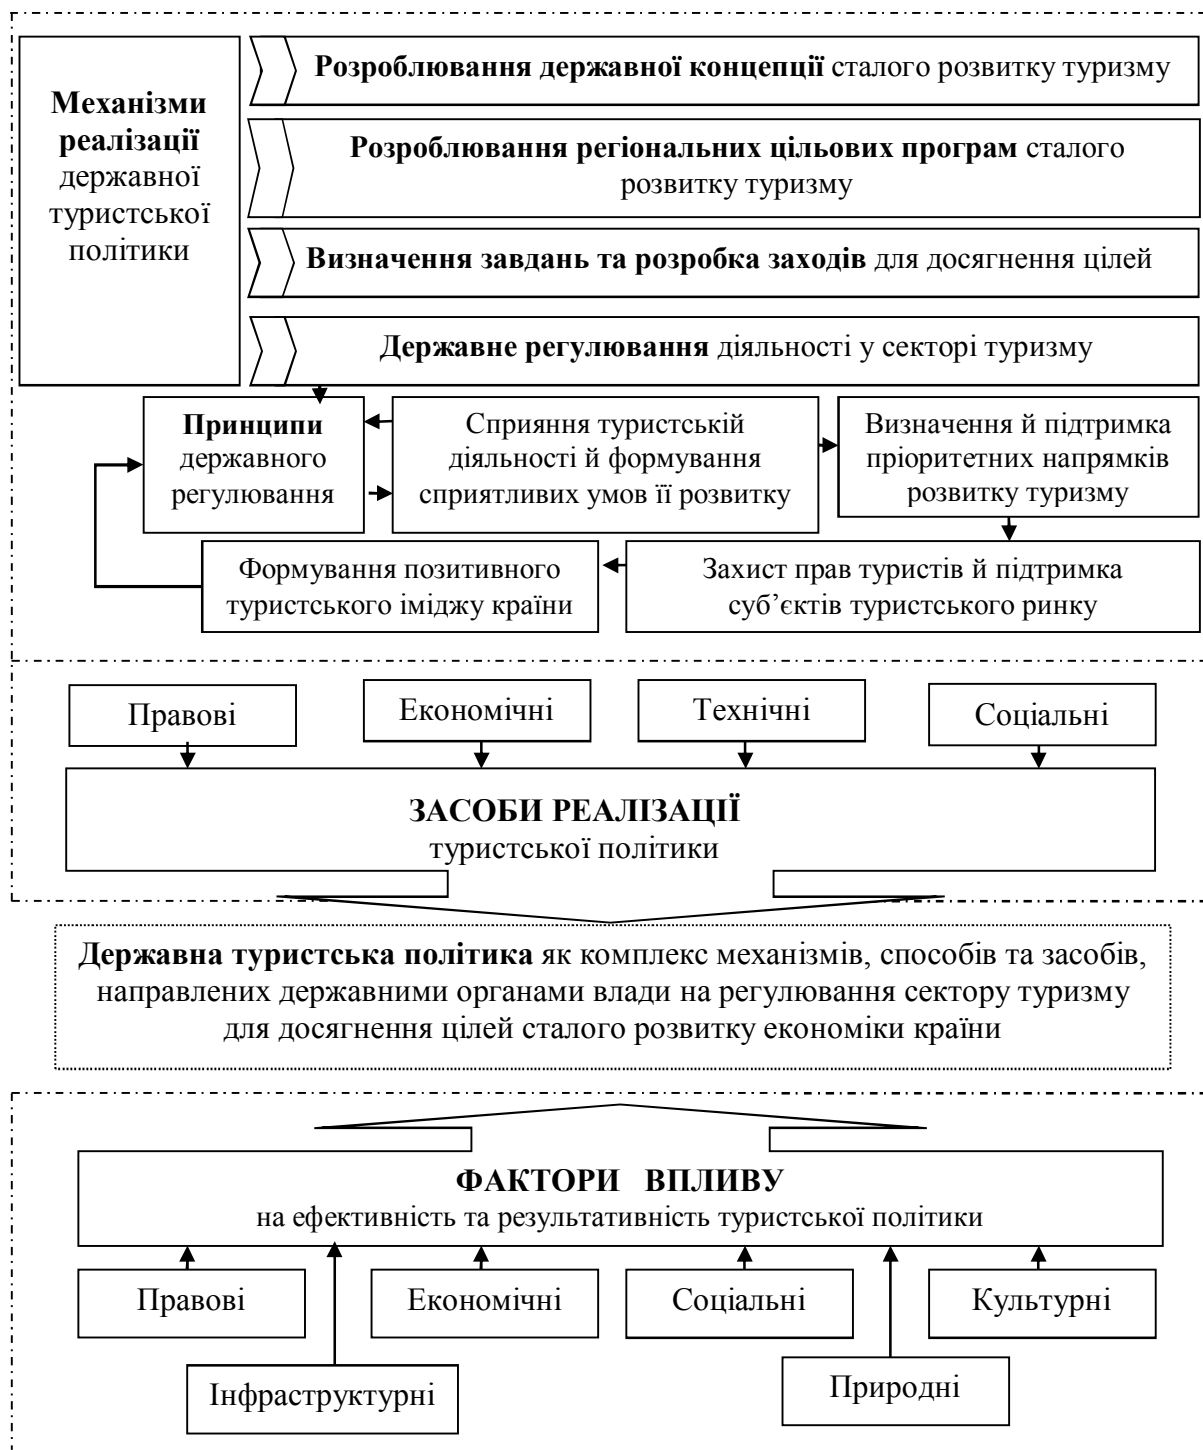 Механізми
реалізації
державної
туристської
політики
Розроблювання державної концепції сталого розвитку туризму
Розроблювання регіональних цільових програм сталого
розвитку туризму
Визначення завдань та розробка заходів для досягнення цілей
Державне регулювання діяльності у секторі туризму
Принципи
державного
регулювання
Сприяння туристській
діяльності й формування
сприятливих умов її розвитку
Визначення й підтримка
пріоритетних напрямків
розвитку туризму
Формування позитивного
туристського іміджу країни
Захист прав туристів й підтримка
суб’єктів туристського ринку
Правові
Економічні
Технічні
Соціальні
ЗАСОБИ РЕАЛІЗАЦІЇ
туристської політики
Державна туристська політика як комплекс механізмів, способів та засобів,
направлених державними органами влади на регулювання сектору туризму
для досягнення цілей сталого розвитку економіки країни
ФАКТОРИ ВПЛИВУ
на ефективність та результативність туристської політики
Правові
Економічні
Соціальні
Культурні
Інфраструктурні
Природні